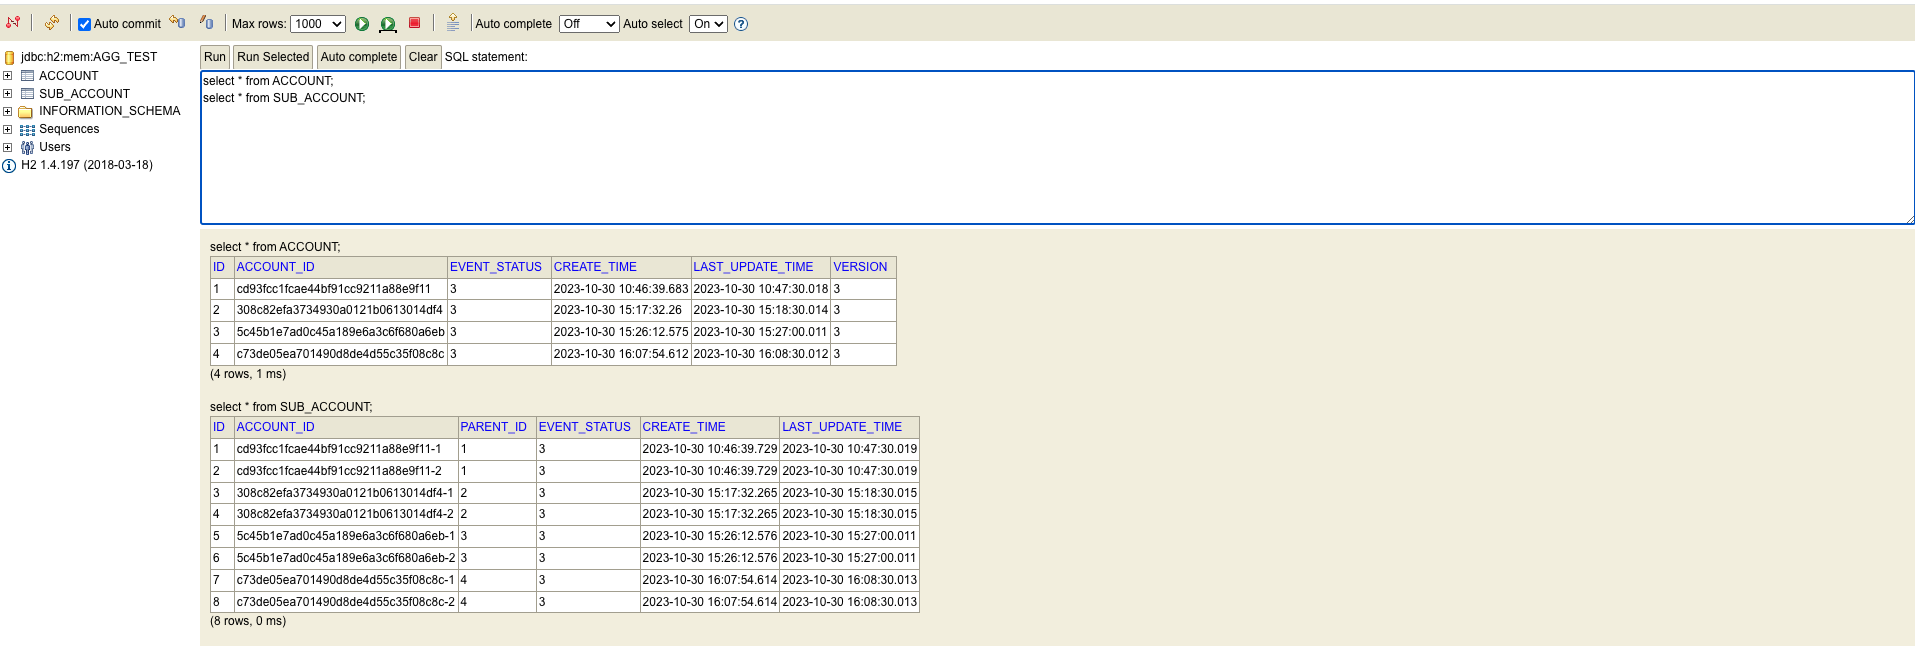 Auto commit Max rows: 1000 Auto complete Off Auto select On ?
jdbc:h2:mem:AGG_TEST
ACCOUNT
SUB_ACCOUNT
INFORMATION_SCHEMA
Sequences
Users
H2 1.4.197 (2018-03-18)
Run Run Selected Auto complete Clear SQL statement:
select * from ACCOUNT;
select * from SUB_ACCOUNT;
select * from ACCOUNT;
ID ACCOUNT_ID EVENT_STATUS CREATE_TIME LAST_UPDATE_TIME VERSION
1 cd93fcc1fcae44bf91cc9211a88e9f11 3 2023-10-30 10:46:39.683 2023-10-30 10:47:30.018 3
2 308c82efa3734930a0121b0613014df4 3 2023-10-30 15:17:32.26 2023-10-30 15:18:30.014 3
3 5c45b1e7ad0c45a189e6a3c6f680a6eb 3 2023-10-30 15:26:12.575 2023-10-30 15:27:00.011 3
4 c73de05ea701490d8de4d55c35f08c8c 3 2023-10-30 16:07:54.612 2023-10-30 16:08:30.012 3
(4 rows, 1 ms)
select * from SUB_ACCOUNT;
ID ACCOUNT_ID PARENT_ID EVENT_STATUS CREATE_TIME LAST_UPDATE_TIME
1 cd93fcc1fcae44bf91cc9211a88e9f11-1 1 3 2023-10-30 10:46:39.729 2023-10-30 10:47:30.019
2 cd93fcc1fcae44bf91cc9211a88e9f11-2 1 3 2023-10-30 10:46:39.729 2023-10-30 10:47:30.019
3 308c82efa3734930a0121b0613014df4-1 2 3 2023-10-30 15:17:32.265 2023-10-30 15:18:30.015
4 308c82efa3734930a0121b0613014df4-2 2 3 2023-10-30 15:17:32.265 2023-10-30 15:18:30.015
5 5c45b1e7ad0c45a189e6a3c6f680a6eb-1 3 3 2023-10-30 15:26:12.576 2023-10-30 15:27:00.011
6 5c45b1e7ad0c45a189e6a3c6f680a6eb-2 3 3 2023-10-30 15:26:12.576 2023-10-30 15:27:00.011
7 c73de05ea701490d8de4d55c35f08c8c-1 4 3 2023-10-30 16:07:54.614 2023-10-30 16:08:30.013
8 c73de05ea701490d8de4d55c35f08c8c-2 4 3 2023-10-30 16:07:54.614 2023-10-30 16:08:30.013
(8 rows, 0 ms)